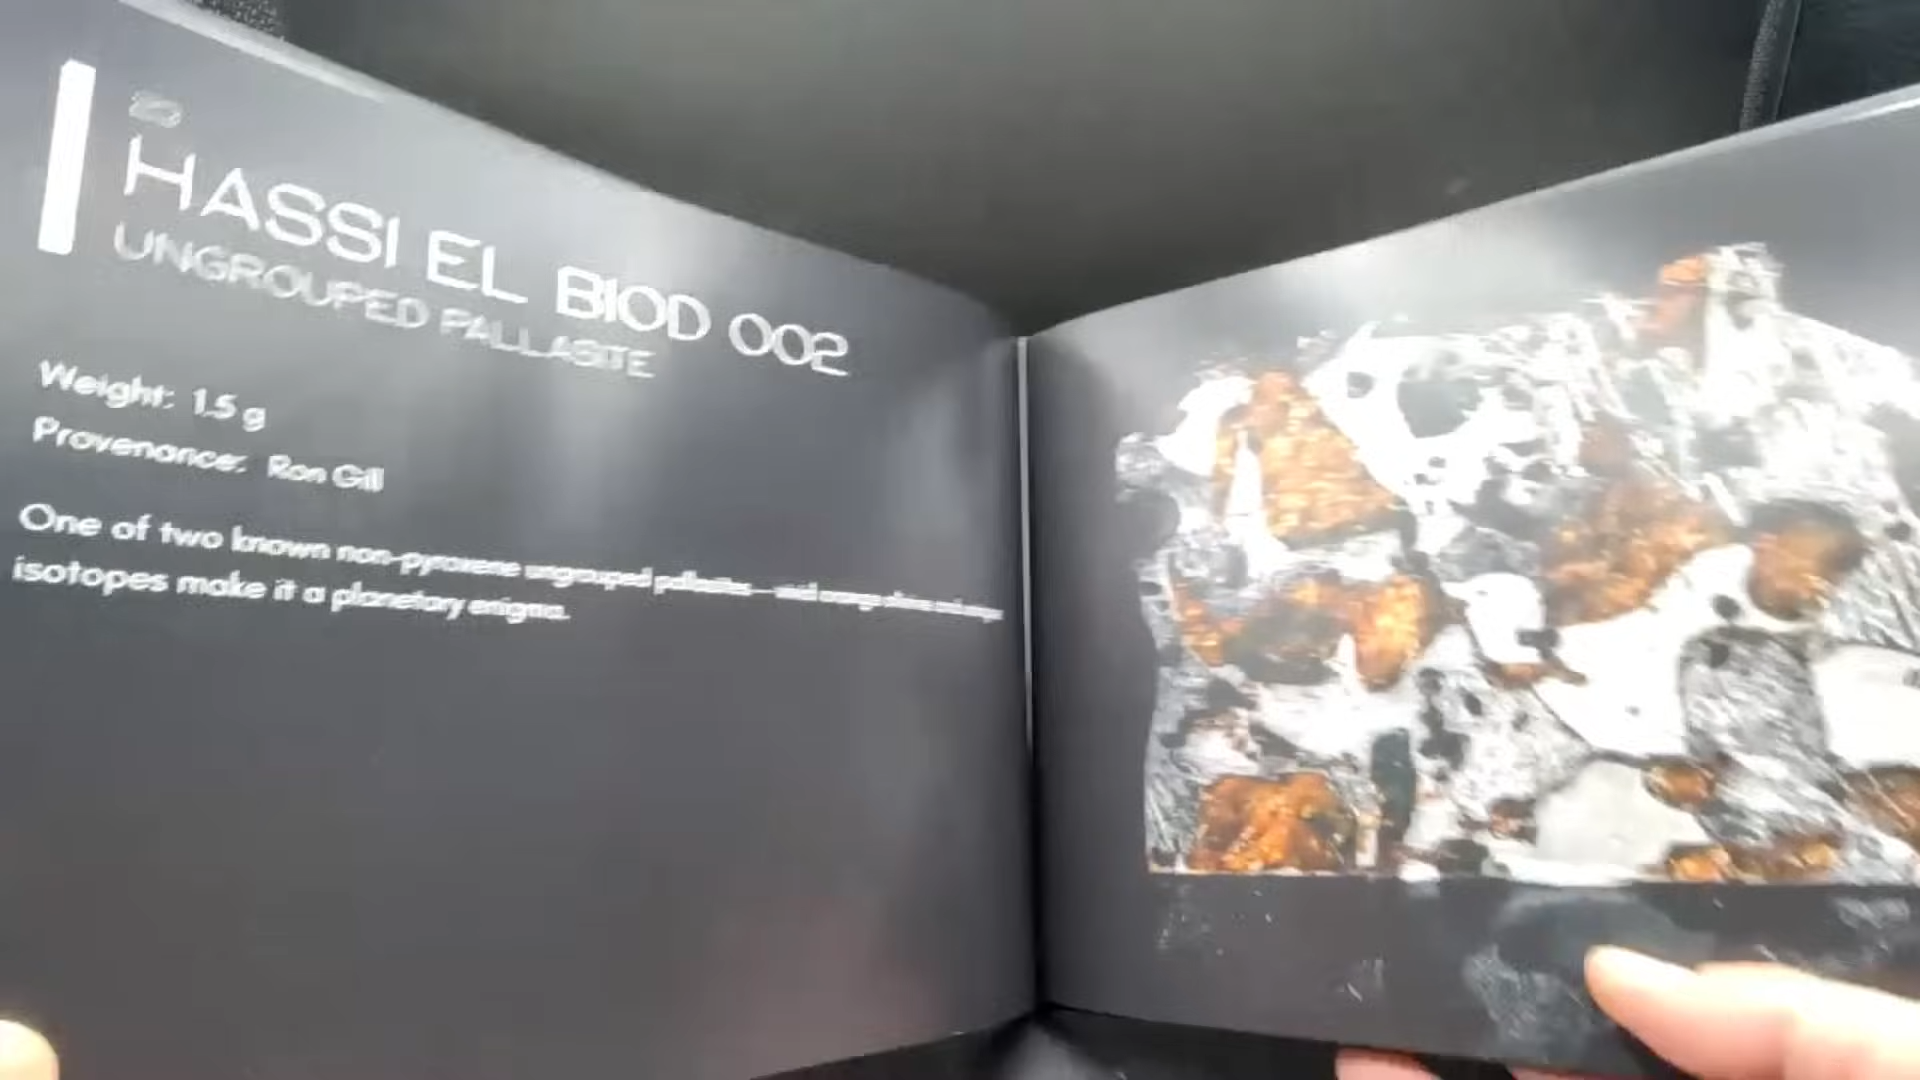 HASSI EL BIOD 002
UNGROUPED PALLASITE
Weight: 1.5 g
Provenance: Ron Gill
One of two known non-pyroxene ungrouped pallasites—
isotopes make it a planetary enigma.